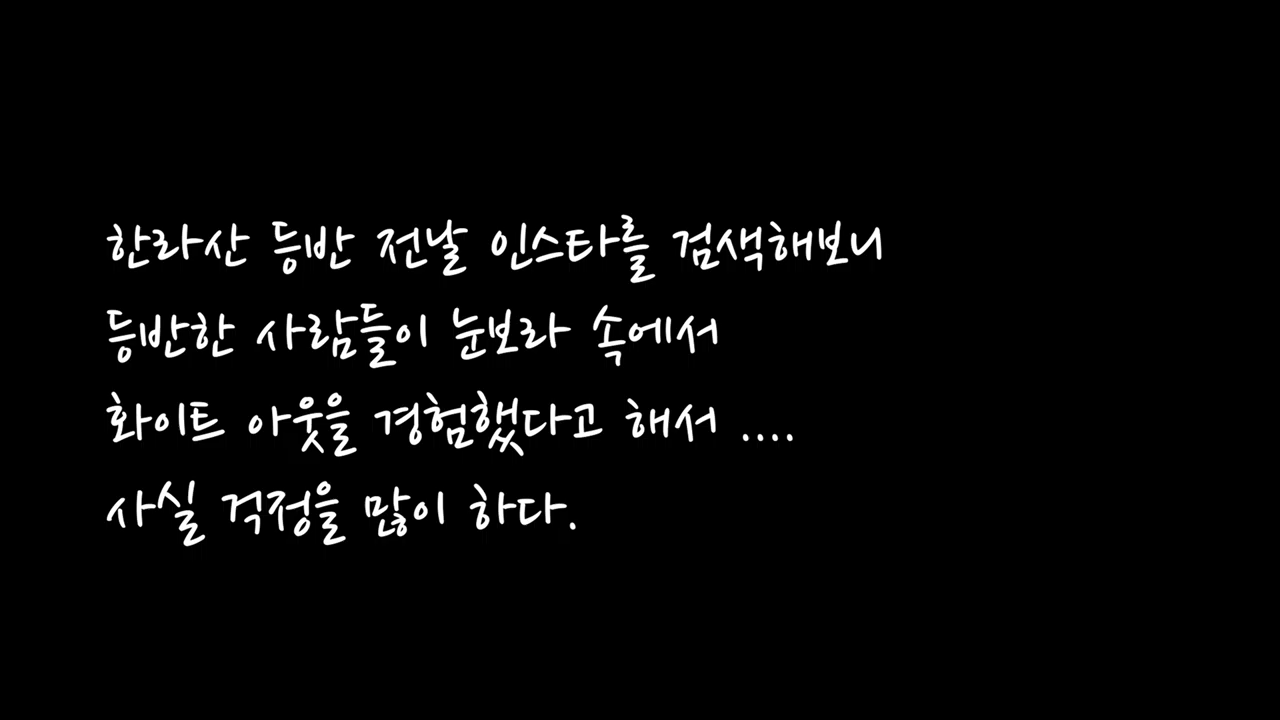 한라산 등반 전날 인스타를 검색해보니
등반한 사람들이 눈보라 속에서
화이트 아웃을 경험했다고 해서 ....
사실 걱정을 많이 하다.